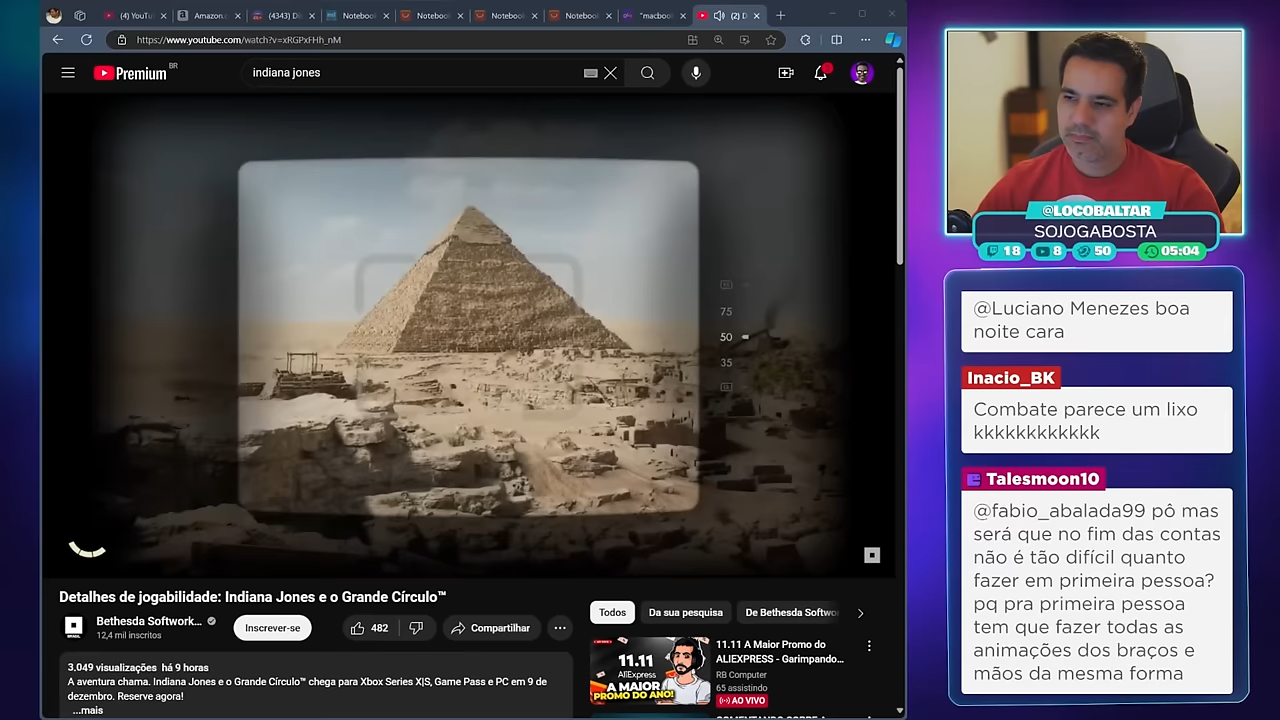 (4) YouT
Amazon.c
(4343) Di
Notebook
Notebool
Notebool
Notebool
"macbool
(2) D
https://www.youtube.com/watch?v=xRGPxFHh_nM
Premium BR
indiana jones
75
50
35
Detalhes de jogabilidade: Indiana Jones e o Grande Círculo™
Bethesda Softwor...
12,4 mil inscritos
Inscrever-se
482
Compartilhar
3.049 visualizações há 9 horas
A aventura chama. Indiana Jones e o Grande Círculo™ chega para Xbox Series X|S, Game Pass e PC em 9 de
dezembro. Reserve agora!
...mais
Todos
Da sua pesquisa
De Bethesda Softwo
11.11
AliExpress
A MAIOR
PROMO DO ANO!
11.11 A Maior Promo do
ALIEXPRESS - Garimpando...
RB Computer
65 assistindo
AO VIVO
@LOCOBALTAR
SOJOGABOSTA
18
8
50
05:04
@Luciano Menezes boa
noite cara
Inacio_BK
Combate parece um lixo
kkkkkkkkkkkk
Talesmoon10
@fabio_abalada99 pô mas
será que no fim das contas
não é tão difícil quanto
fazer em primeira pessoa?
pq pra primeira pessoa
tem que fazer todas as
animações dos braços e
mãos da mesma forma